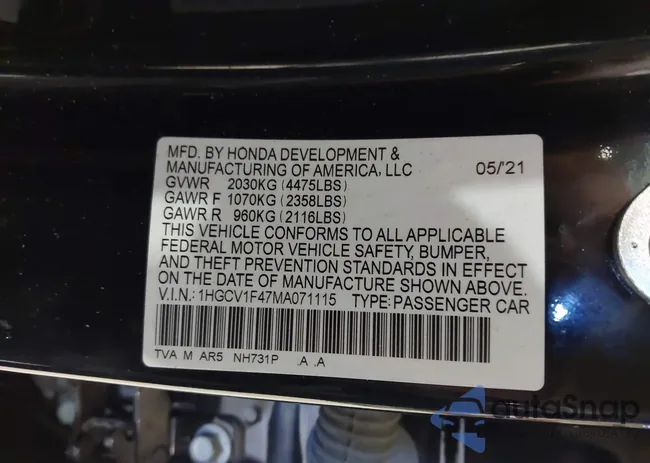 MFD. BY HONDA DEVELOPMENT &
MANUFACTURING OF AMERICA, LLC 05/'21
GVWR 2030KG (4475LBS)
GAWR F 1070KG (2358LBS)
GAWR R 960KG (2116LBS)
THIS VEHICLE CONFORMS TO ALL APPLICABLE
FEDERAL MOTOR VEHICLE SAFETY, BUMPER,
AND THEFT PREVENTION STANDARDS IN EFFECT
ON THE DATE OF MANUFACTURE SHOWN ABOVE.
V.I.N.: 1HGCV1F47MA071115 TYPE: PASSENGER CAR
TVA M AR5 NH731P .A .A
autoSnap